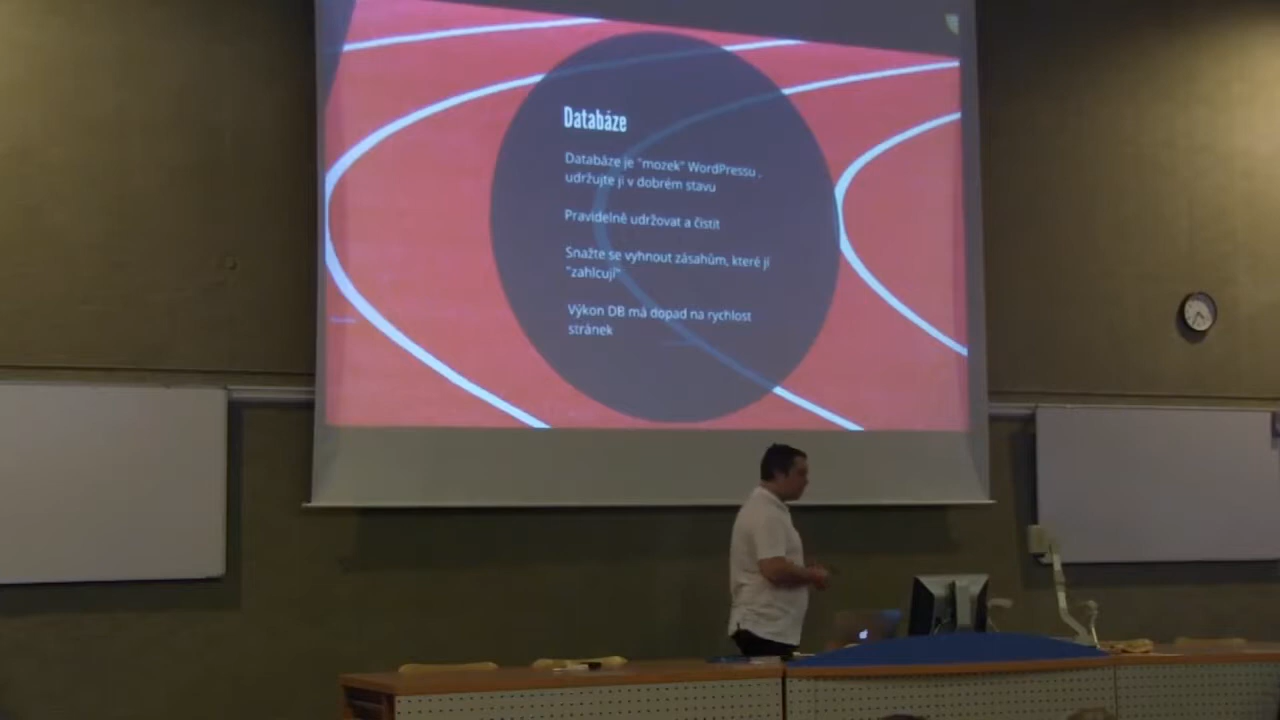 Databáze
Databáze je "mozek" WordPressu ,
udržujte ji v dobrém stavu
Pravidelně udržovat a čistit
Snažte se vyhnout zásahům, které jí
"zahlcují"
Výkon DB má dopad na rychlost
stránek